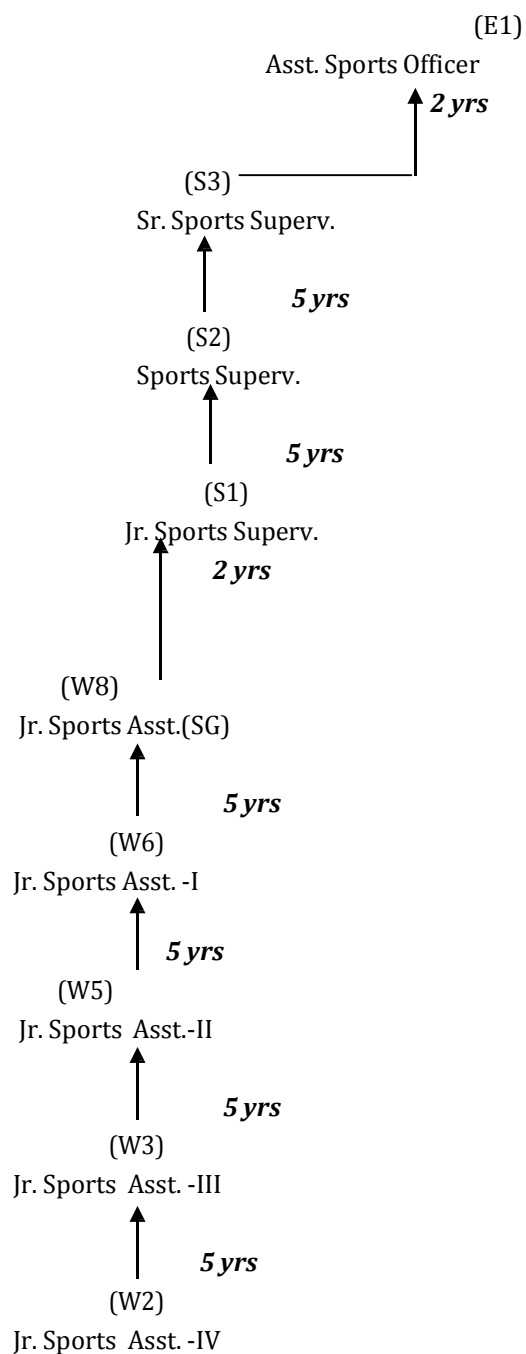 (E1)
Asst. Sports Officer
2 yrs
(S3)
Sr. Sports Superv.
5 yrs
(S2)
Sports Superv.
5 yrs
(S1)
Jr. Sports Superv.
2 yrs
(W8)
Jr. Sports Asst.(SG)
5 yrs
(W6)
Jr. Sports Asst. -I
5 yrs
(W5)
Jr. Sports  Asst.-II
5 yrs
(W3)
Jr. Sports  Asst. -III
5 yrs
(W2)
Jr. Sports  Asst. -IV